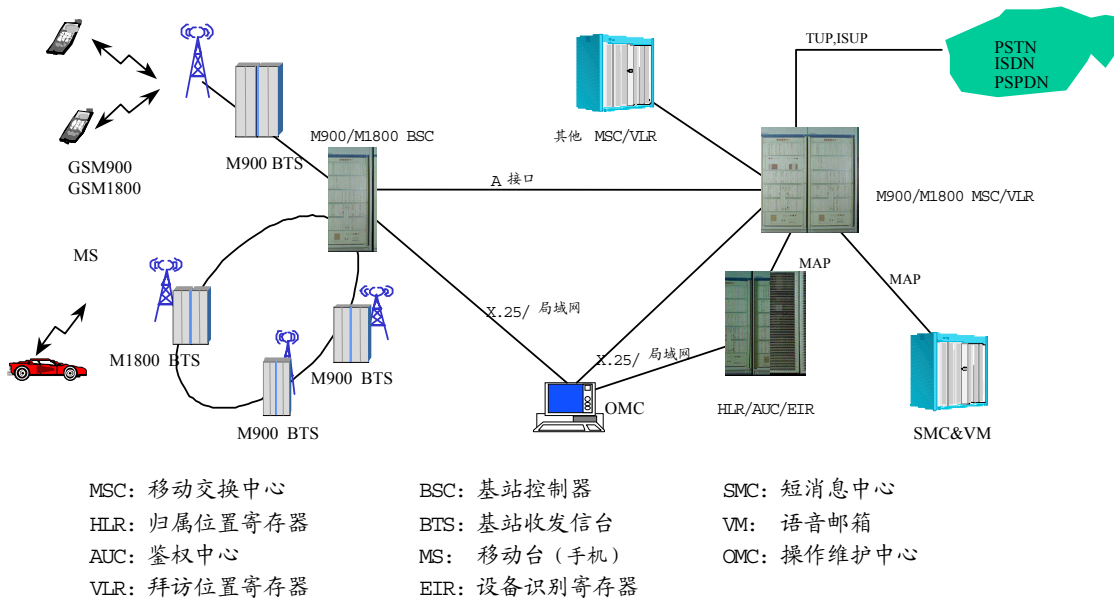 TUP,ISUP
PSTN
ISDN
PSPDN
GSM900
GSM1800
M900 BTS
M900/M1800 BSC
其他 MSC/VLR
A 接口
M900/M1800 MSC/VLR
MS
MAP
MAP
X.25/ 局域网
X.25/ 局域网
M1800 BTS
M900 BTS
M900 BTS
OMC
HLR/AUC/EIR
SMC&VM
MSC: 移动交换中心
BSC: 基站控制器
SMC: 短消息中心
HLR: 归属位置寄存器
BTS: 基站收发信台
VM: 语音邮箱
AUC: 鉴权中心
MS: 移动台（手机）
OMC: 操作维护中心
VLR: 拜访位置寄存器
EIR: 设备识别寄存器